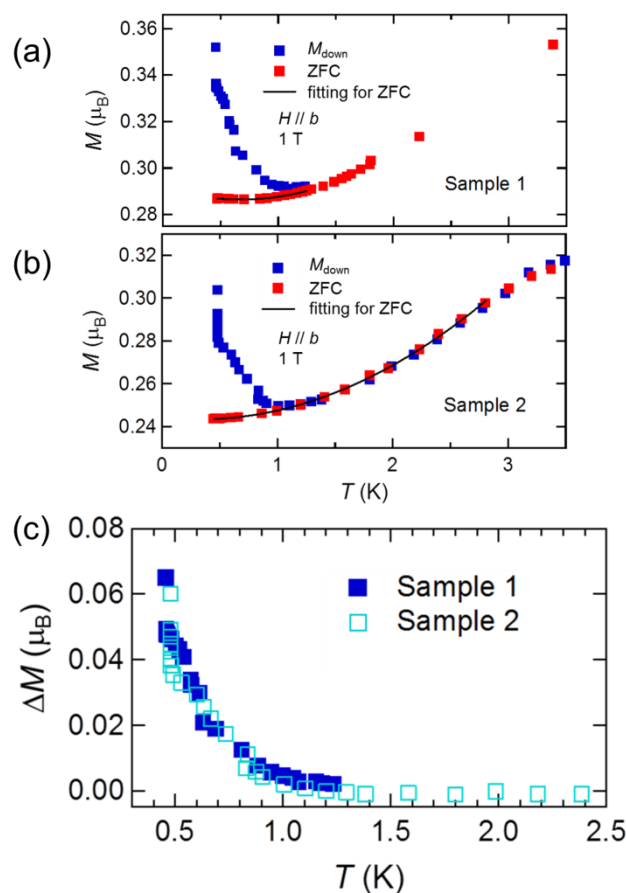 (a)
0.36
0.34
0.32
0.30
0.28
M (μB)
Mdown
ZFC
fitting for ZFC
H // b
1 T
Sample 1
(b)
0.32
0.30
0.28
0.26
0.24
M (μB)
Mdown
ZFC
fitting for ZFC
H // b
1 T
Sample 2
0 1 2 3
T (K)
(c)
0.08
0.06
0.04
0.02
0.00
ΔM (μB)
Sample 1
Sample 2
0.5 1.0 1.5 2.0 2.5
T (K)